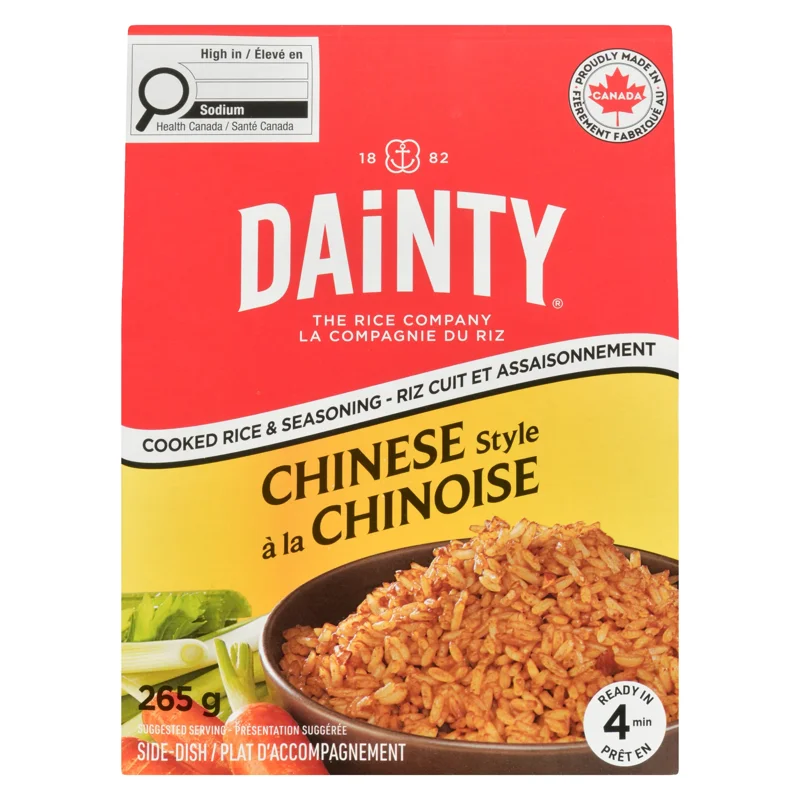 High in / Élevé en
Sodium
Health Canada / Santé Canada
PROUDLY MADE IN
CANADA
FIÈREMENT FABRIQUÉ AU
18 82
DAiNTY®
THE RICE COMPANY
LA COMPAGNIE DU RIZ
COOKED RICE & SEASONING - RIZ CUIT ET ASSAISONNEMENT
CHINESE Style
à la CHINOISE
265 g
SUGGESTED SERVING - PRÉSENTATION SUGGÉRÉE
SIDE-DISH / PLAT D'ACCOMPAGNEMENT
READY IN
4 min
PRÊT EN